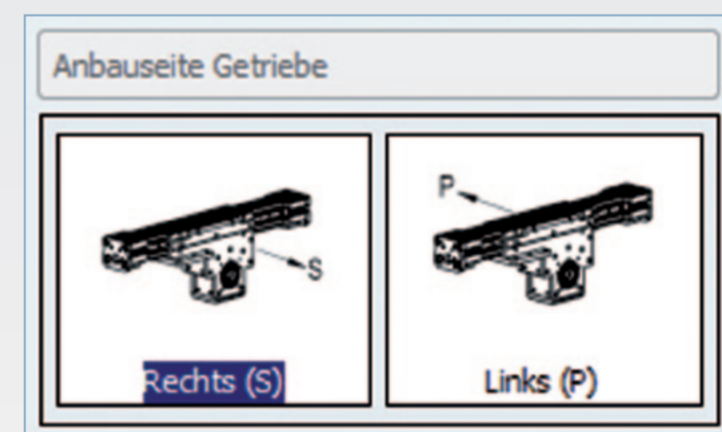 Anbauseite Getriebe
S
P
Rechts (S)
Links (P)